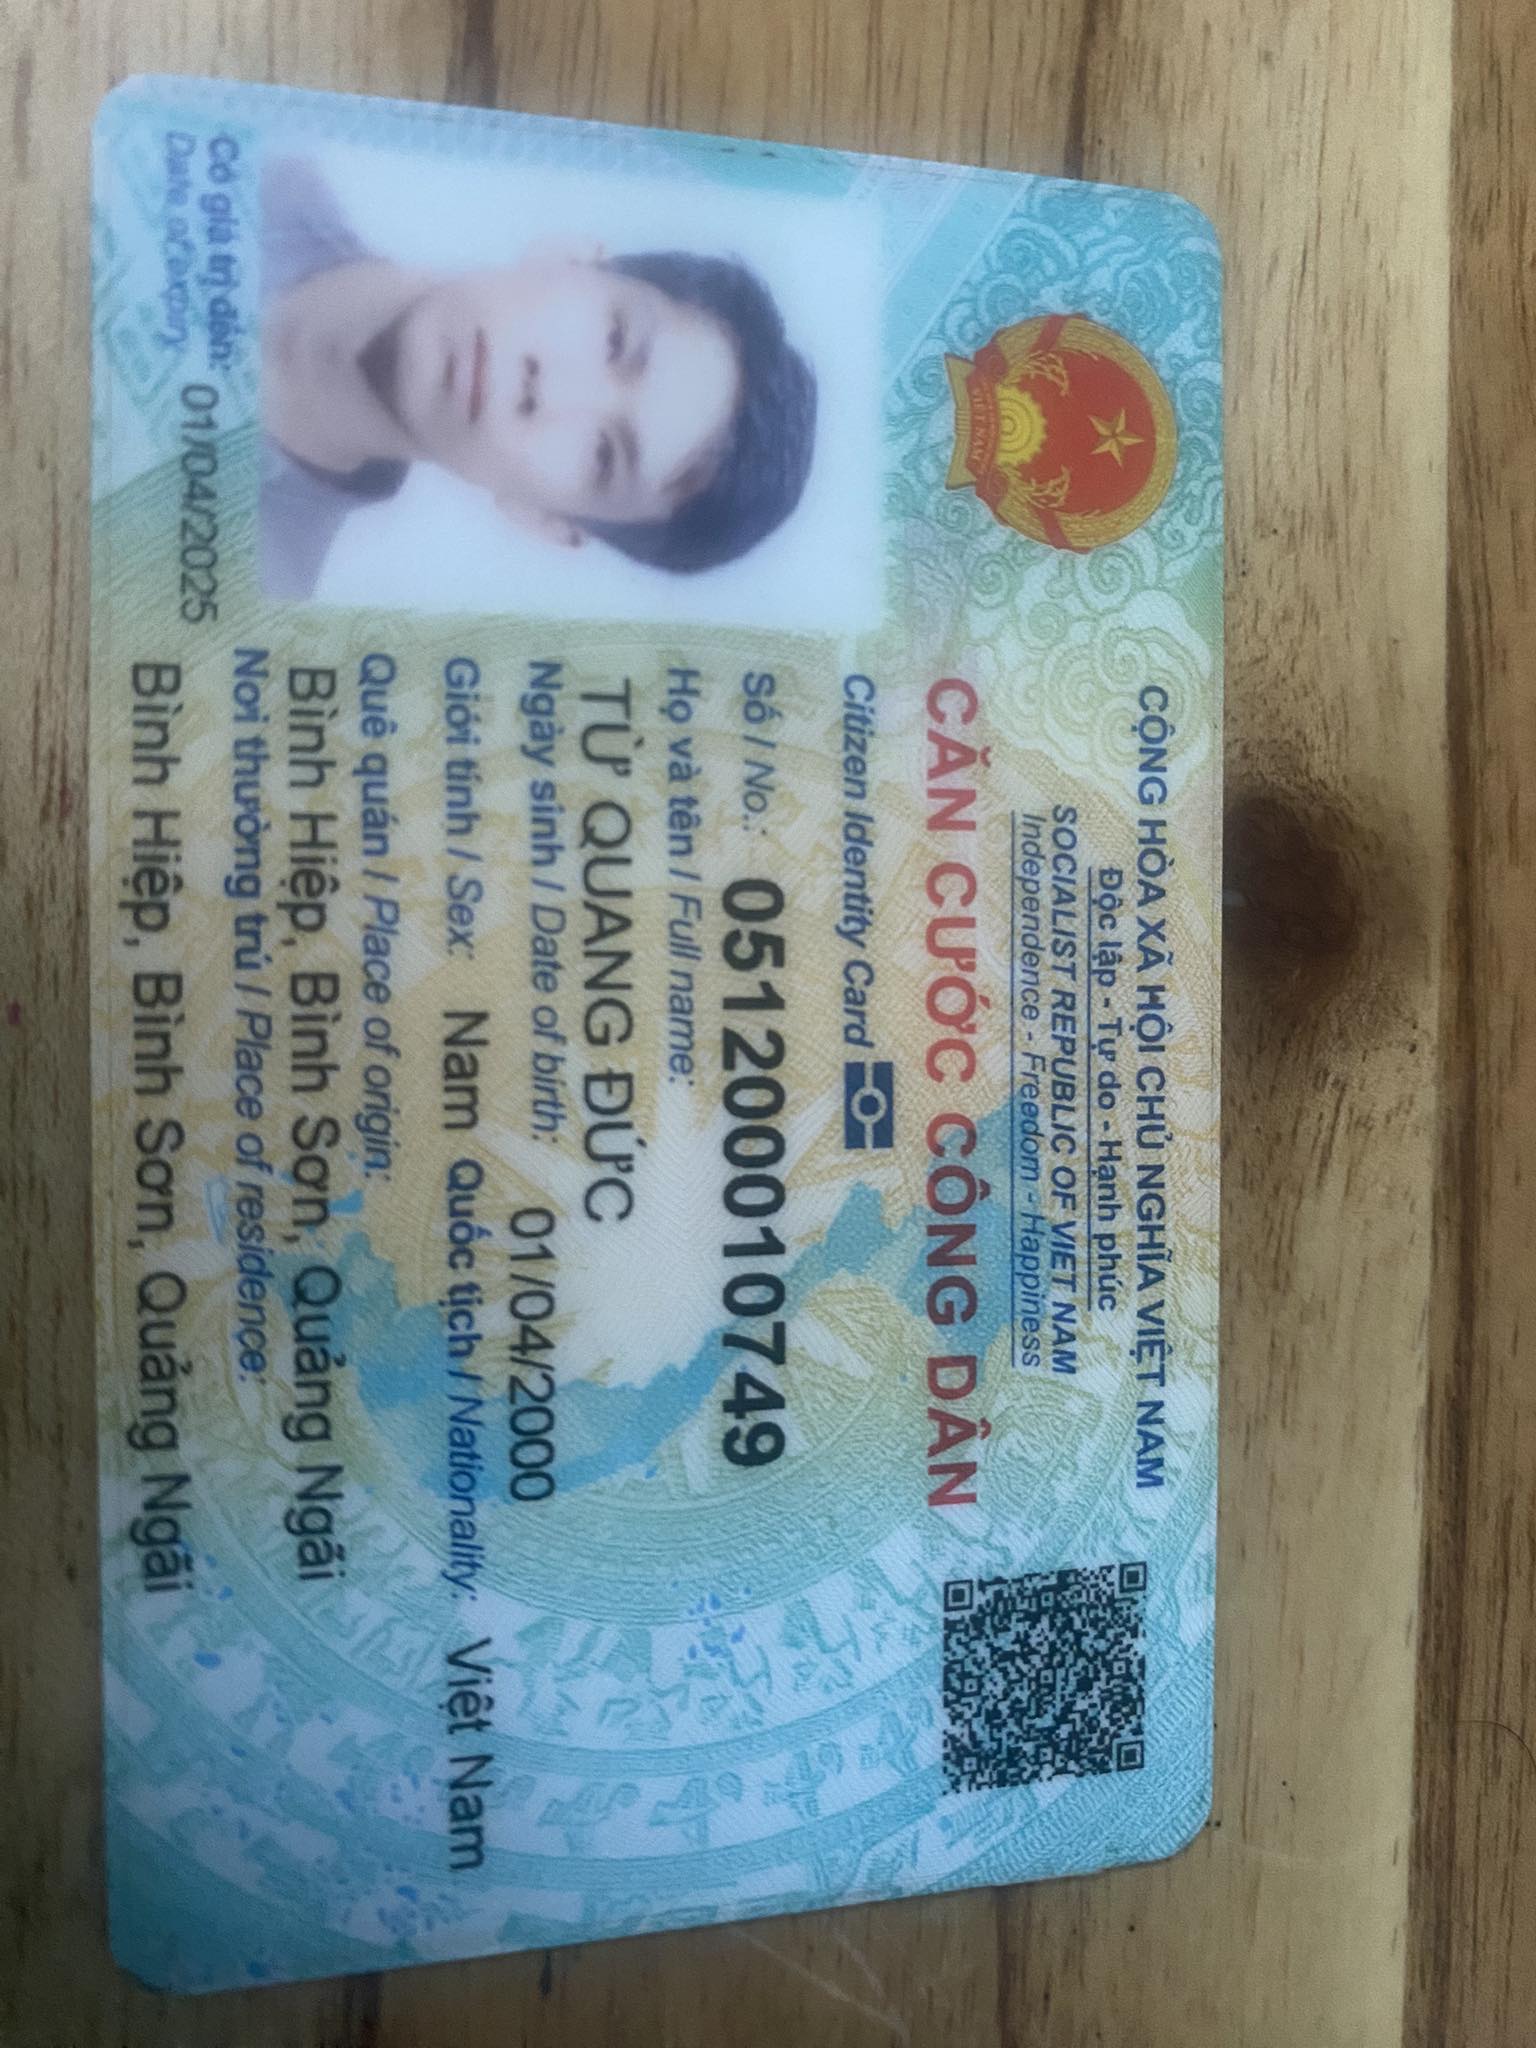 CỘNG HÒA XÃ HỘI CHỦ NGHĨA VIỆT NAM
Độc lập - Tự do - Hạnh phúc
SOCIALIST REPUBLIC OF VIET NAM
Independence - Freedom - Happiness
CĂN CƯỚC CÔNG DÂN
Citizen Identity Card
Số / No.: 051200010749
Họ và tên / Full name:
TỪ QUANG ĐỨC
Ngày sinh / Date of birth: 01/04/2000
Giới tính / Sex: Nam Quốc tịch / Nationality: Việt Nam
Quê quán / Place of origin:
Bình Hiệp, Bình Sơn, Quảng Ngãi
Nơi thường trú / Place of residence:
Bình Hiệp, Bình Sơn, Quảng Ngãi
Có giá trị đến: 01/04/2025
Date of expiry
VIỆT NAM